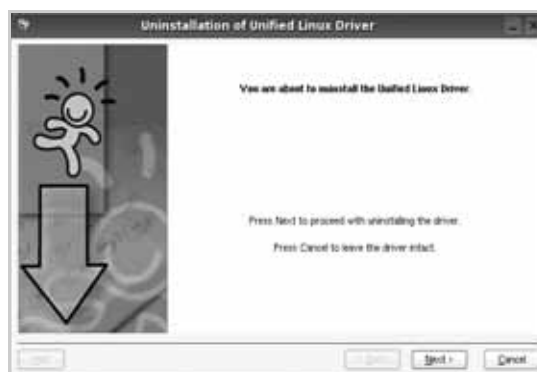 Uninstallation of Unified Linux Driver
You are about to uninstall the Unified Linux Driver.
Press Next to proceed with uninstalling the driver.
Press Cancel to leave the driver intact.
Next >
Cancel